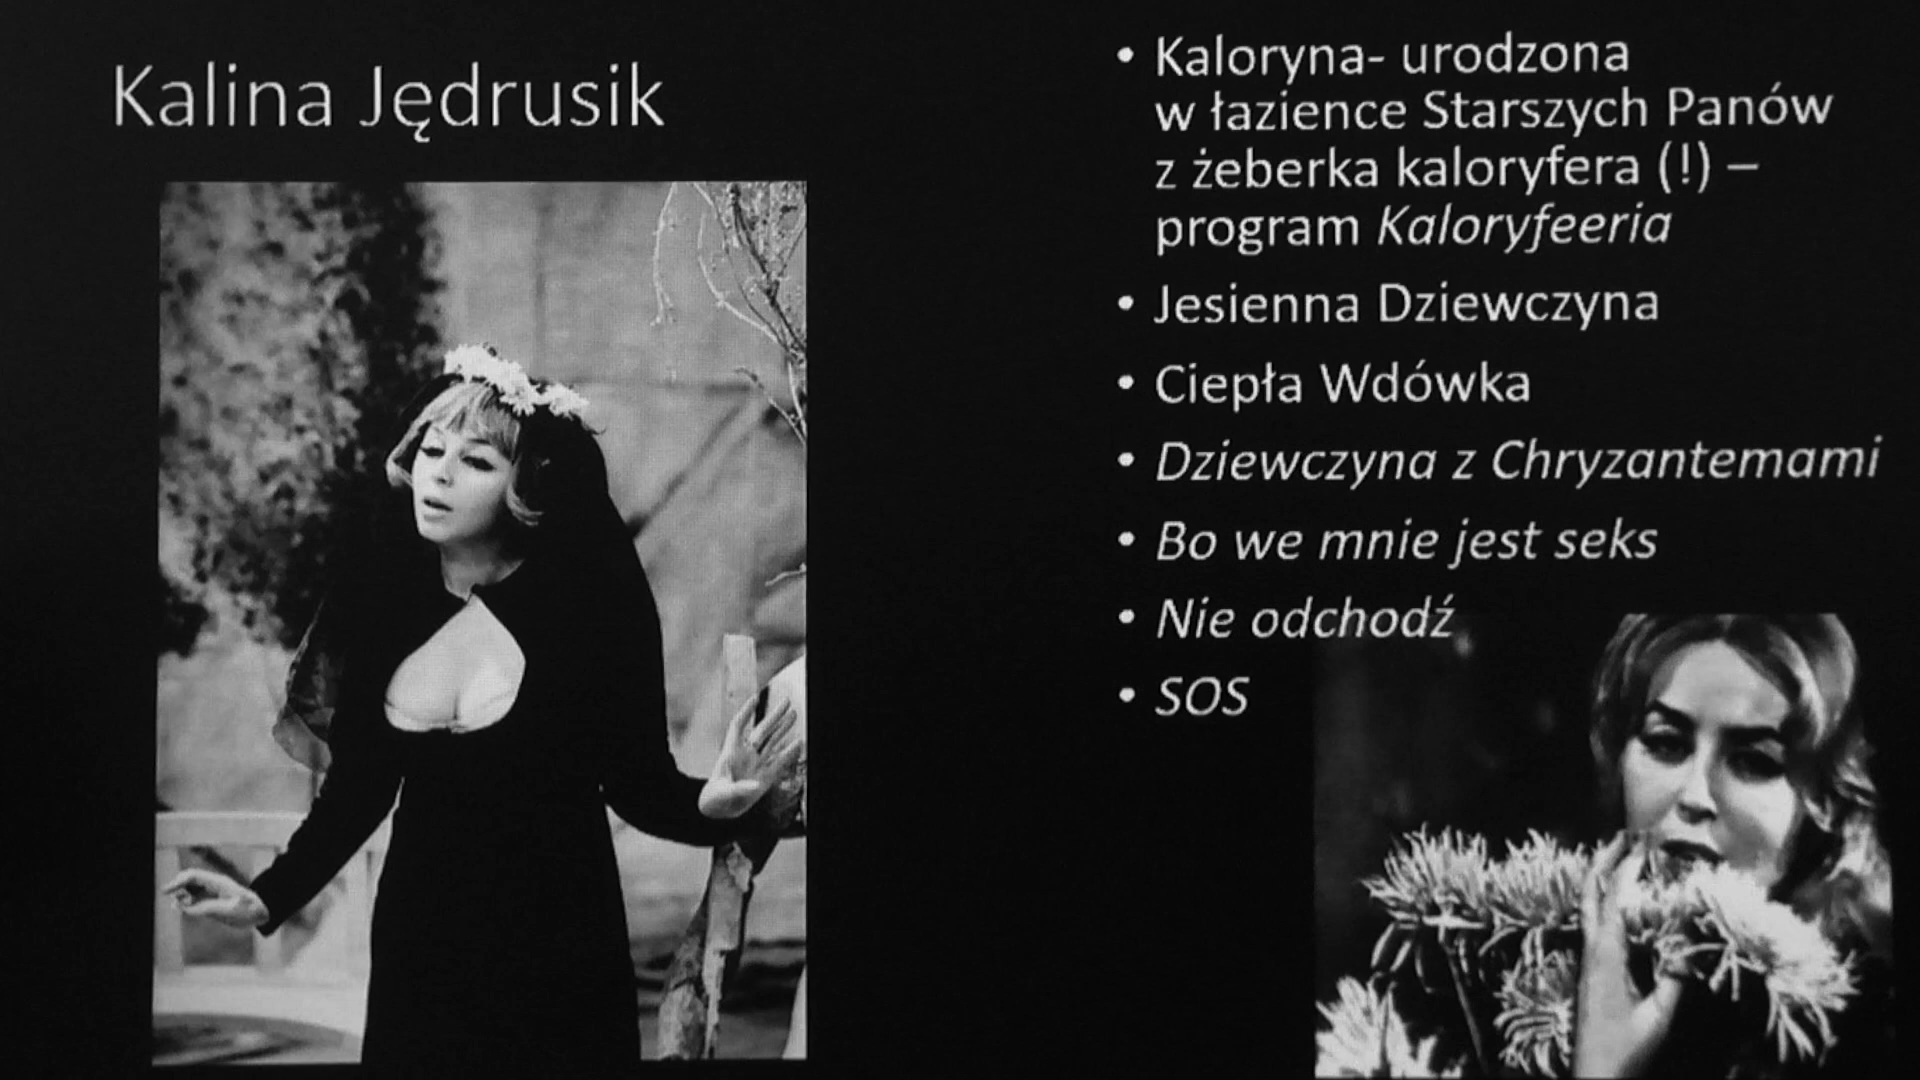 Kalina Jędrusik
• Kaloryna- urodzona
w łazience Starszych Panów
z żeberka kaloryfera (!) –
program Kaloryfeeria
• Jesienna Dziewczyna
• Ciepła Wdówka
• Dziewczyna z Chryzantemami
• Bo we mnie jest seks
• Nie odchodź
• SOS